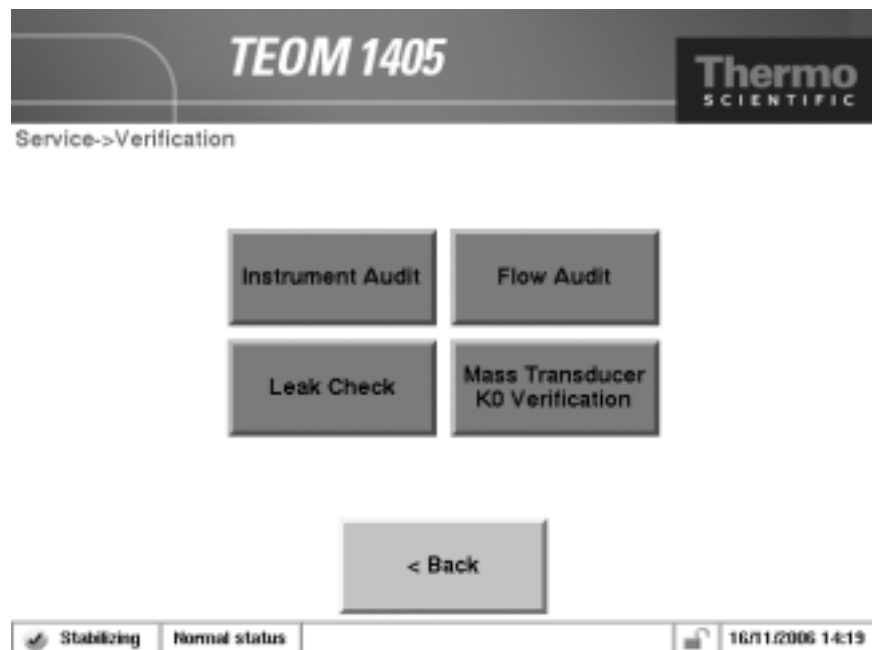 TEOM 1405
Thermo
SCIENTIFIC
Service->Verification
Instrument Audit
Flow Audit
Leak Check
Mass Transducer
K0 Verification
< Back
Stabilizing
Normal status
16/11/2006 14:19